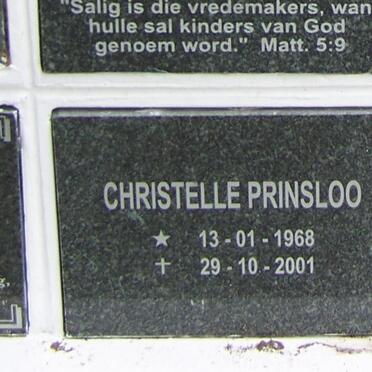 "Salig is die vredemakers, want
hulle sal kinders van God
genoem word." Matt. 5:9
CHRISTELLE PRINSLOO
★ 13 - 01 - 1968
✝ 29 - 10 - 2001